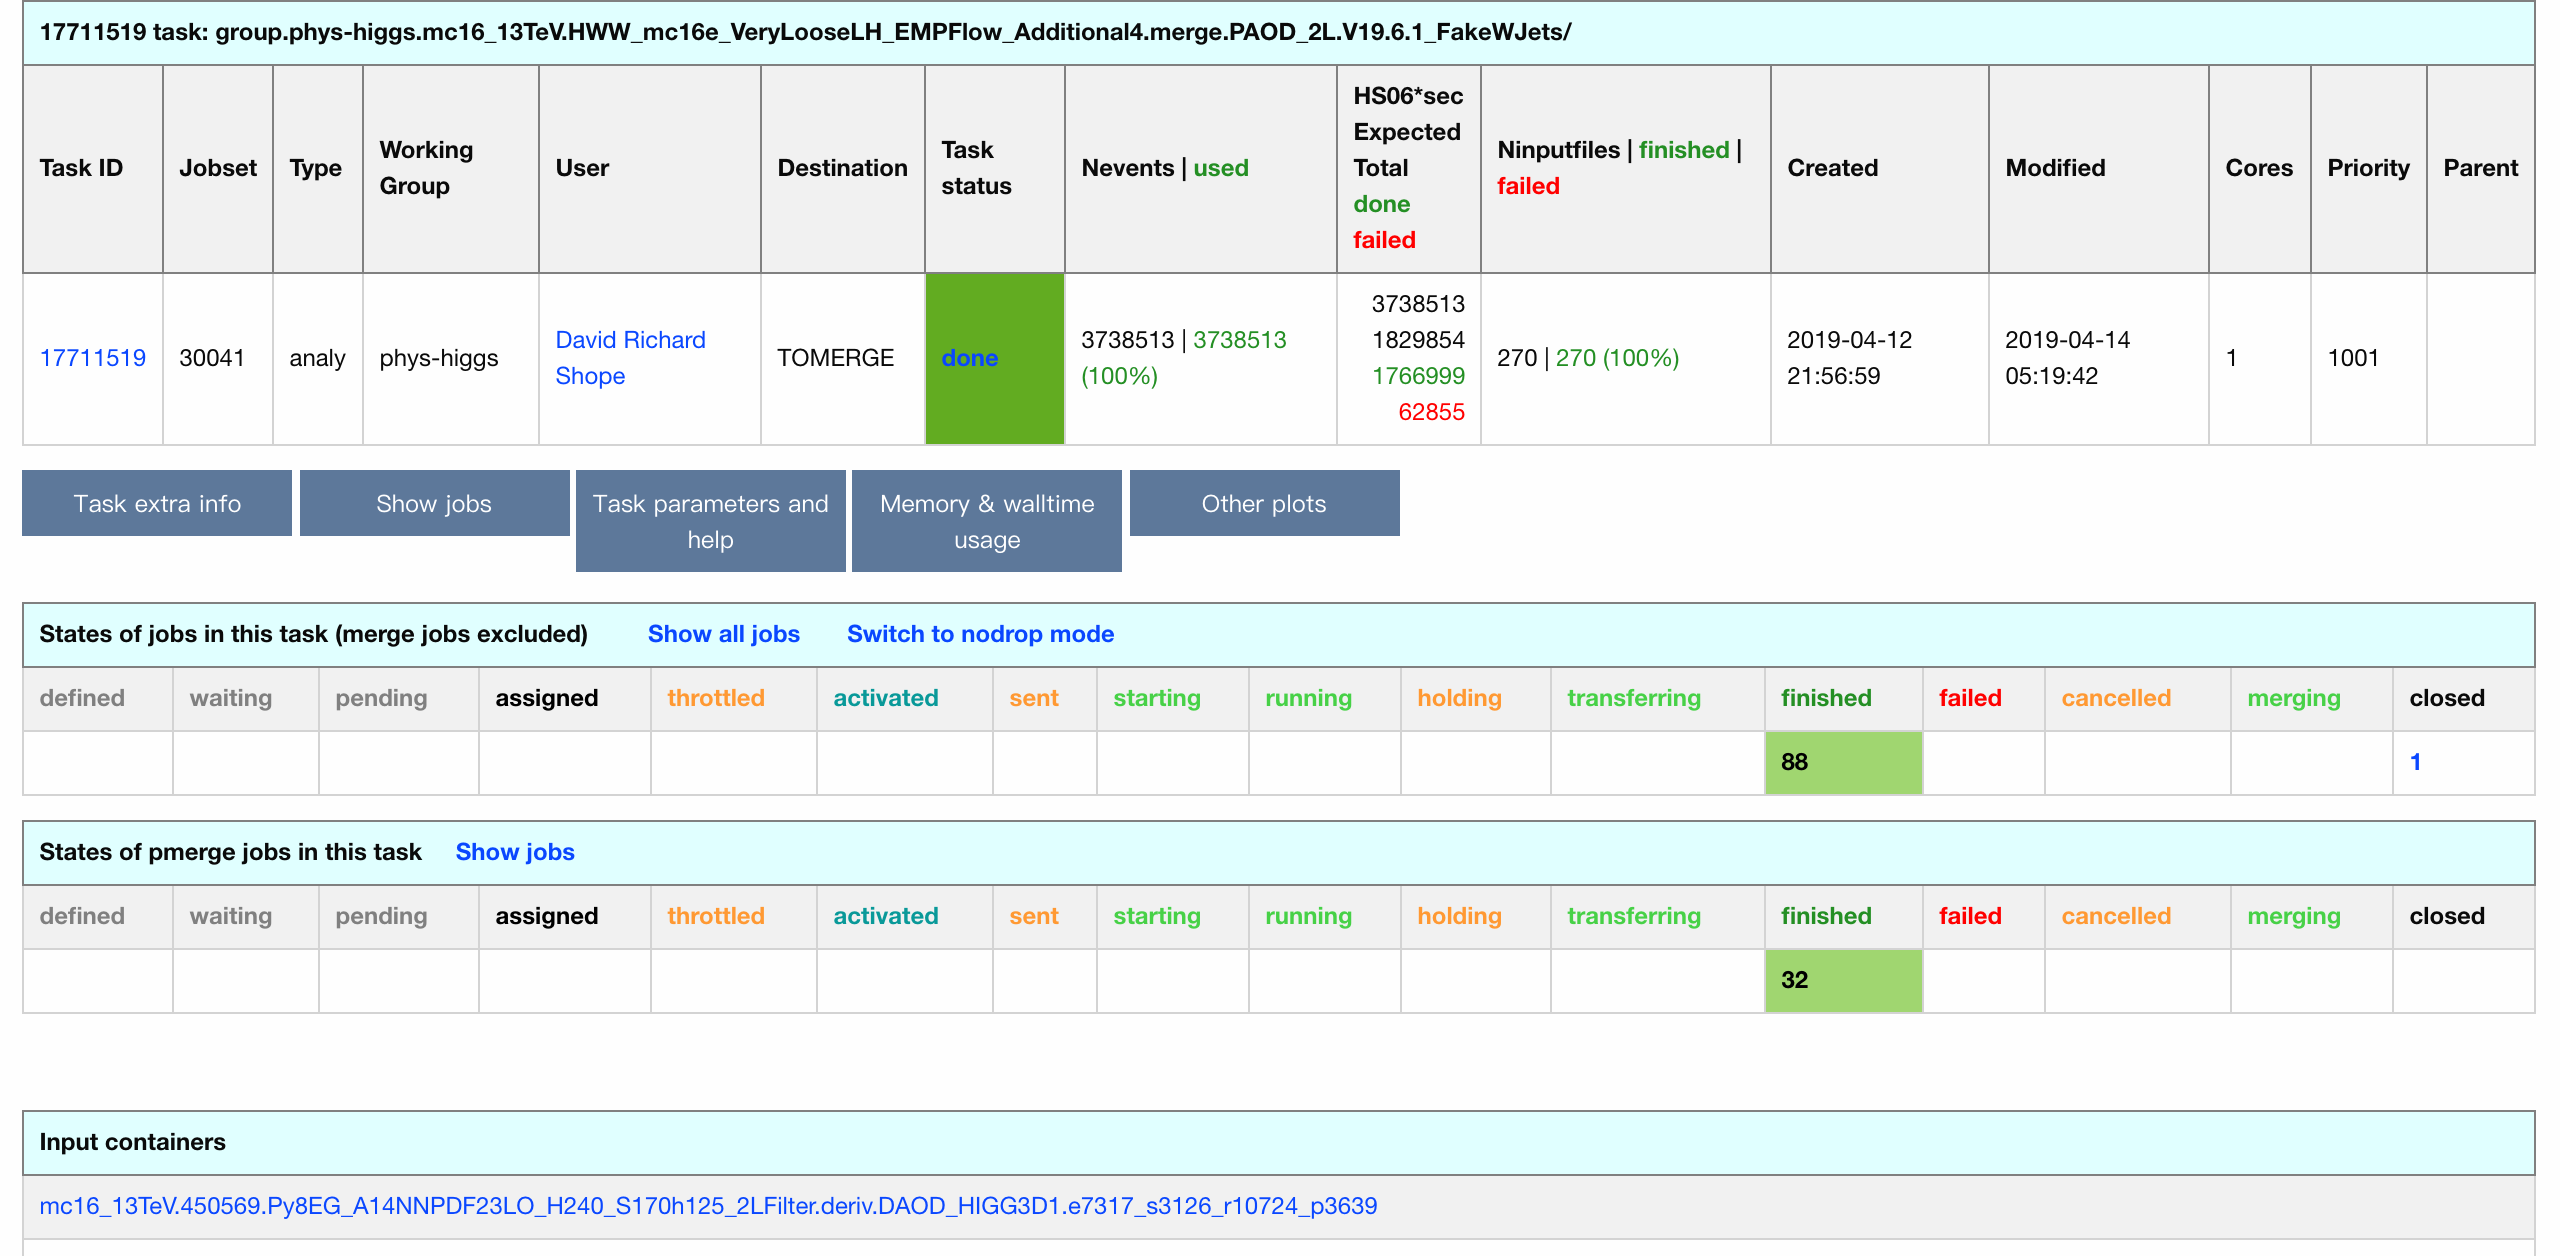 17711519 task: group.phys-higgs.mc16_13TeV.HWW_mc16e_VeryLooseLH_EMPFlow_Additional4.merge.PAOD_2L.V19.6.1_FakeWJets/
Task ID
Jobset
Type
Working
Group
User
Destination
Task
status
Nevents | used
HS06*sec
Expected
Total
done
failed
Ninputfiles | finished |
failed
Created
Modified
Cores
Priority
Parent
17711519
30041
analy
phys-higgs
David Richard
Shope
TOMERGE
done
3738513 | 3738513
(100%)
3738513
1829854
1766999
62855
270 | 270 (100%)
2019-04-12
21:56:59
2019-04-14
05:19:42
1
1001
Task extra info
Show jobs
Task parameters and
help
Memory & walltime
usage
Other plots
States of jobs in this task (merge jobs excluded) Show all jobs Switch to nodrop mode
defined waiting pending assigned throttled activated sent starting running holding transferring finished failed cancelled merging closed
88 1
States of pmerge jobs in this task Show jobs
defined waiting pending assigned throttled activated sent starting running holding transferring finished failed cancelled merging closed
32
Input containers
mc16_13TeV.450569.Py8EG_A14NNPDF23LO_H240_S170h125_2LFilter.deriv.DAOD_HIGG3D1.e7317_s3126_r10724_p3639